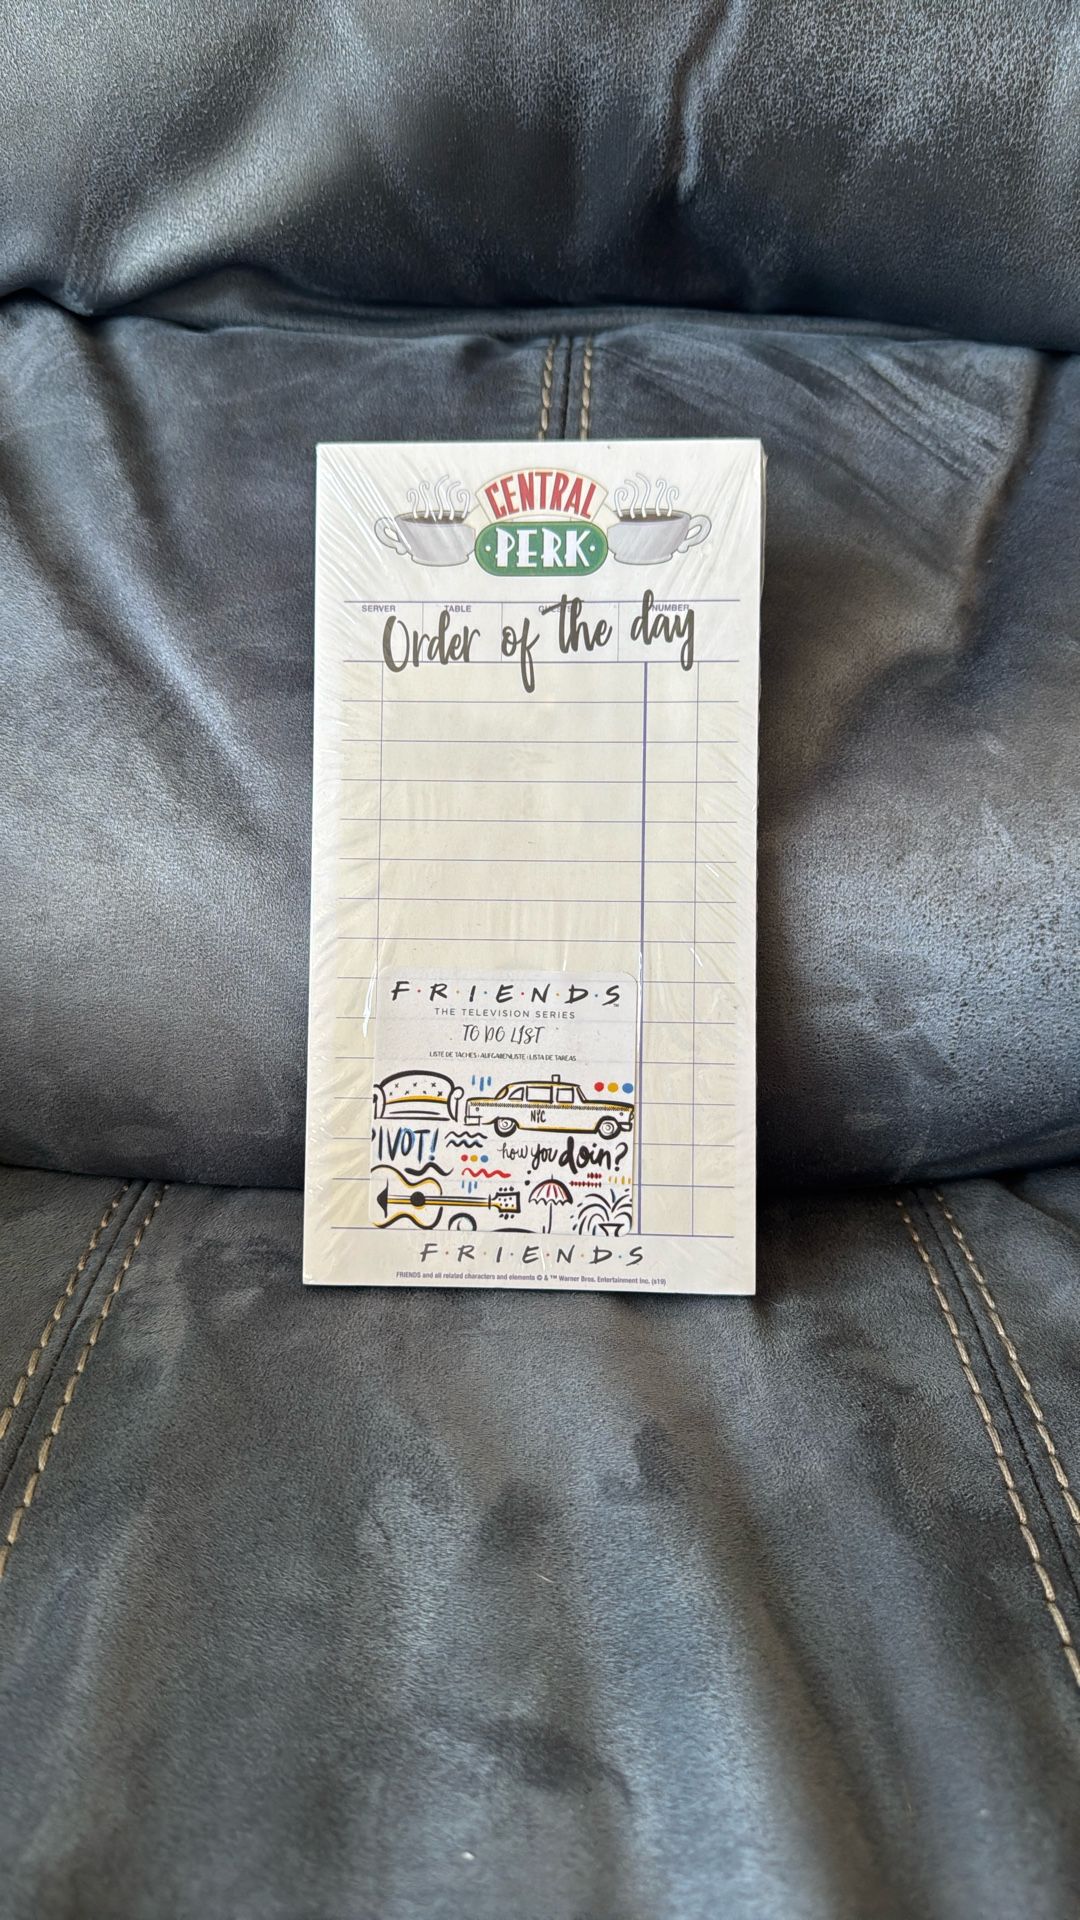 CENTRAL
PERK
SERVER TABLE NUMBER
Order of the day
F·R·I·E·N·D·S
THE TELEVISION SERIES
TO DO LIST
LISTE DE TACHES · AUFGABENLISTE · LISTA DE TAREAS
NYC
PIVOT!
how you doin?
F·R·I·E·N·D·S
FRIENDS and all related characters and elements © & ™ Warner Bros. Entertainment Inc. (s19)